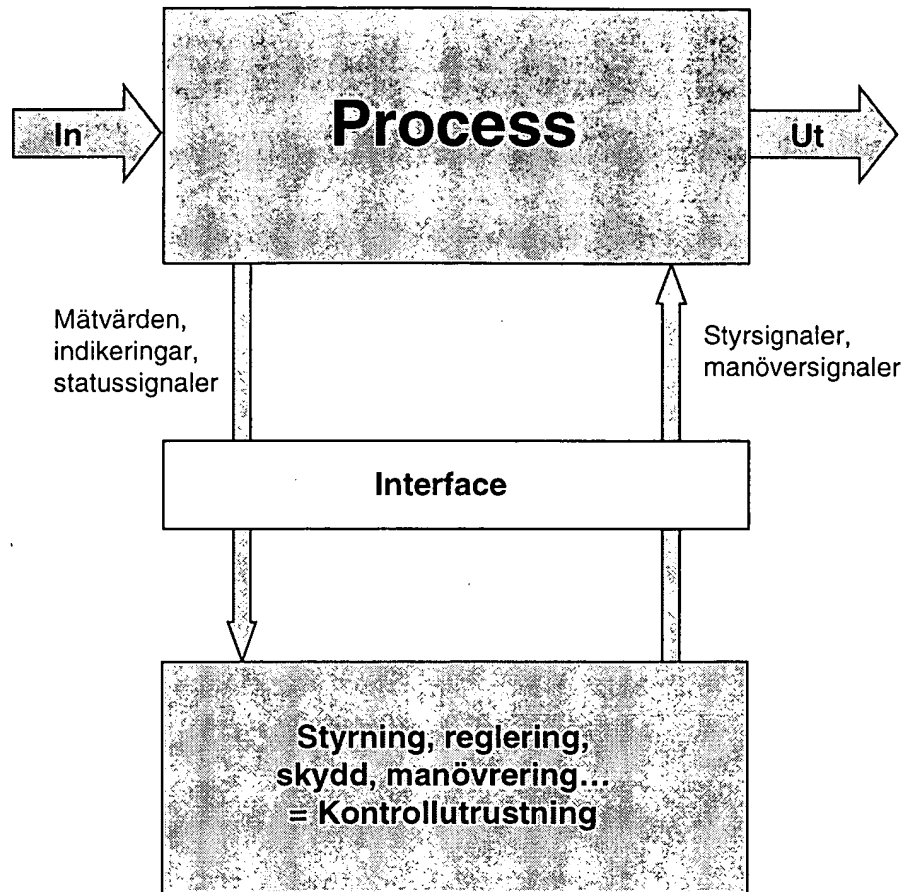 Process
In
Ut
Mätvärden,
indikeringar,
statussignaler
Styrsignaler,
manöversignaler
Interface
Styrning, reglering,
skydd, manövrering...
= Kontrollutrustning